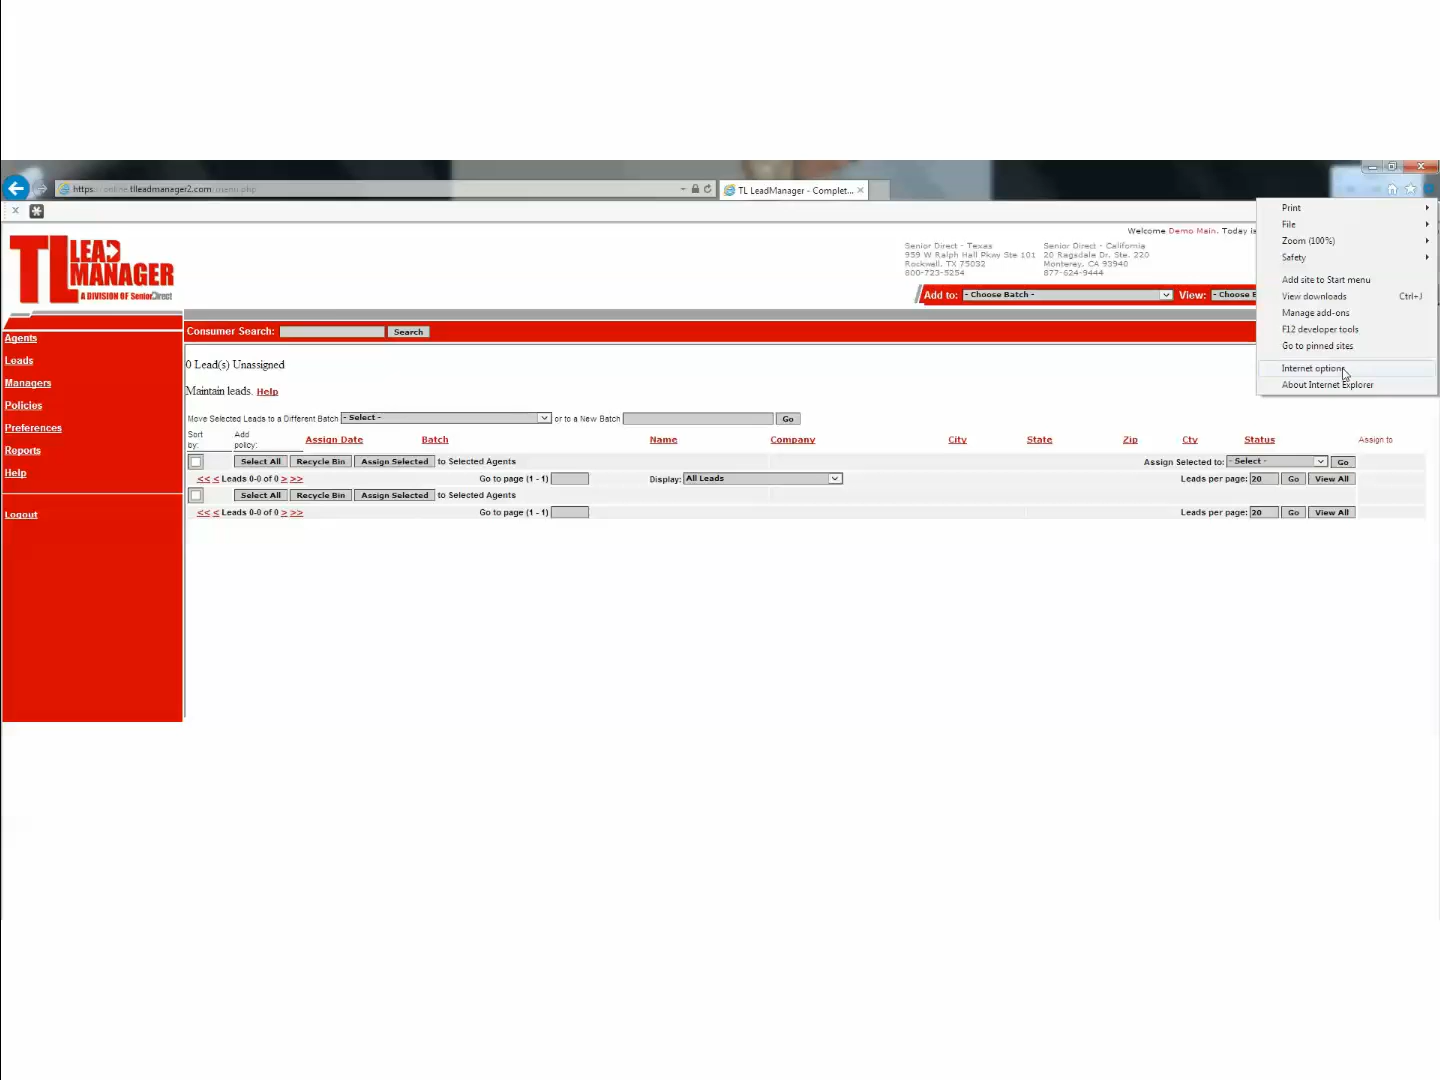 https://online.tlleadmanager2.com/menu.php
TL LeadManager - Complet...
Print
File
Zoom (100%)
Safety
Add site to Start menu
View downloads Ctrl+J
Manage add-ons
F12 developer tools
Go to pinned sites
Internet options
About Internet Explorer
TL LEAD MANAGER
A DIVISION OF SeniorDirect
Welcome Demo Main. Today is
Senior Direct - Texas
959 W Ralph Hall Pkwy Ste 101
Rockwall, TX 75032
800-723-5254
Senior Direct - California
20 Ragsdale Dr. Ste. 220
Monterey, CA 93940
877-624-9444
Add to: - Choose Batch - View: - Choose B
Consumer Search: Search
Agents
Leads
Managers
Policies
Preferences
Reports
Help
Logout
0 Lead(s) Unassigned
Maintain leads. Help
Move Selected Leads to a Different Batch - Select - or to a New Batch Go
Sort by: Add policy: Assign Date Batch Name Company City State Zip Cty Status Assign to
Select All Recycle Bin Assign Selected to Selected Agents Assign Selected to: - Select - Go
<< < Leads 0-0 of 0 > >> Go to page (1 - 1) Display: All Leads Leads per page: 20 Go View All
Select All Recycle Bin Assign Selected to Selected Agents
<< < Leads 0-0 of 0 > >> Go to page (1 - 1) Leads per page: 20 Go View All